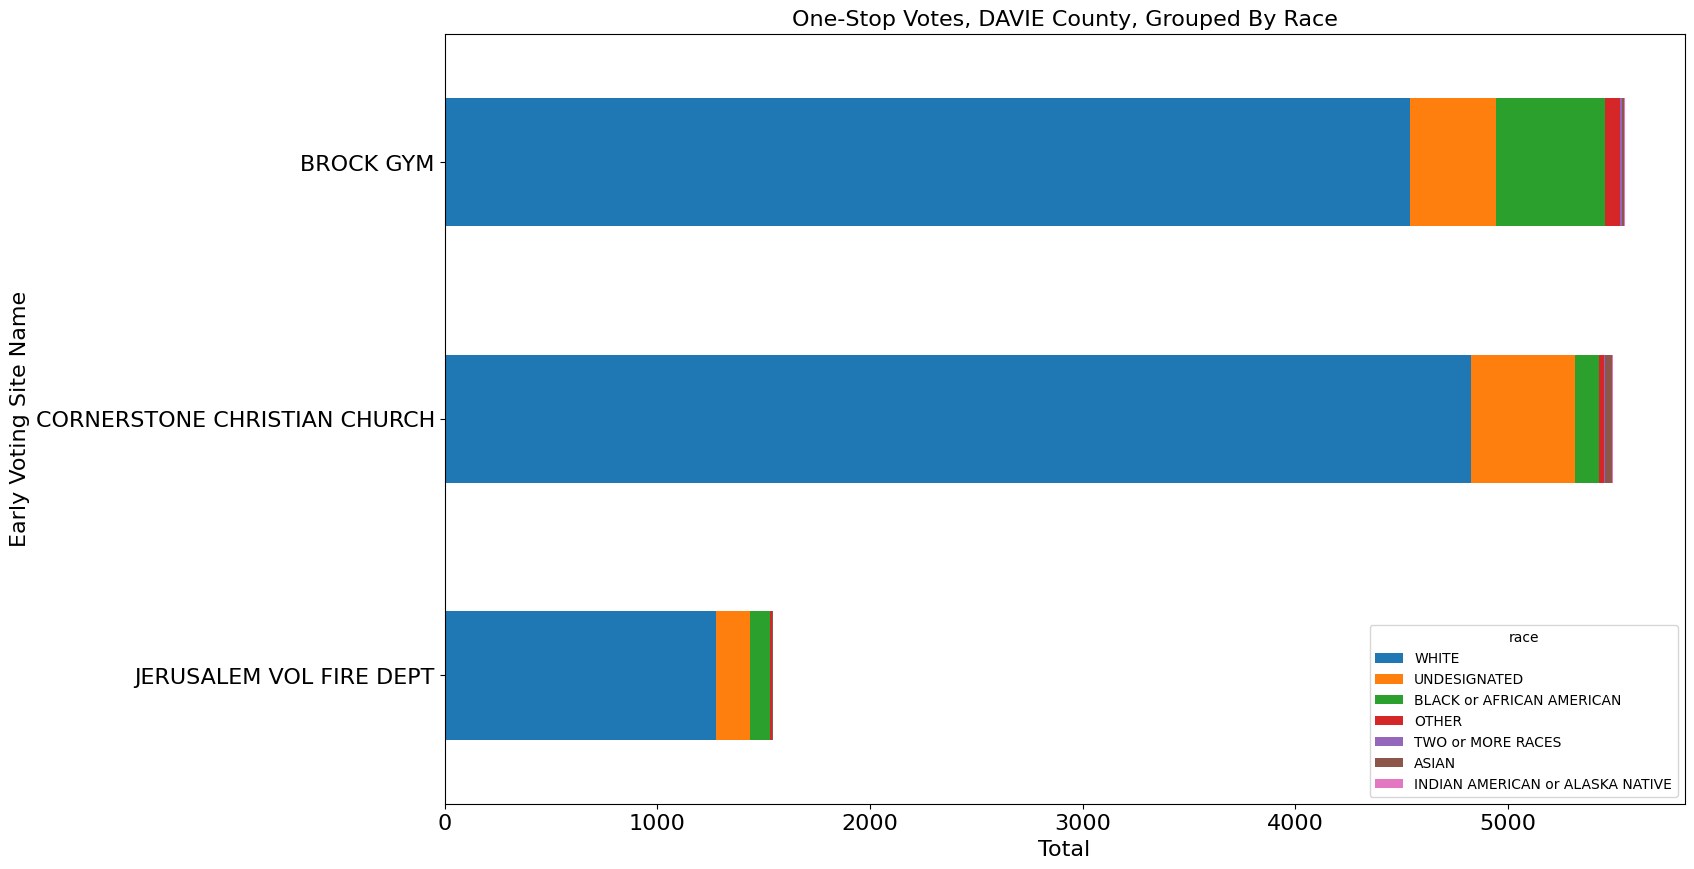 One-Stop Votes, DAVIE County, Grouped By Race
Early Voting Site Name
BROCK GYM
CORNERSTONE CHRISTIAN CHURCH
JERUSALEM VOL FIRE DEPT
race
WHITE
UNDESIGNATED
BLACK or AFRICAN AMERICAN
OTHER
TWO or MORE RACES
ASIAN
INDIAN AMERICAN or ALASKA NATIVE
0 1000 2000 3000 4000 5000
Total